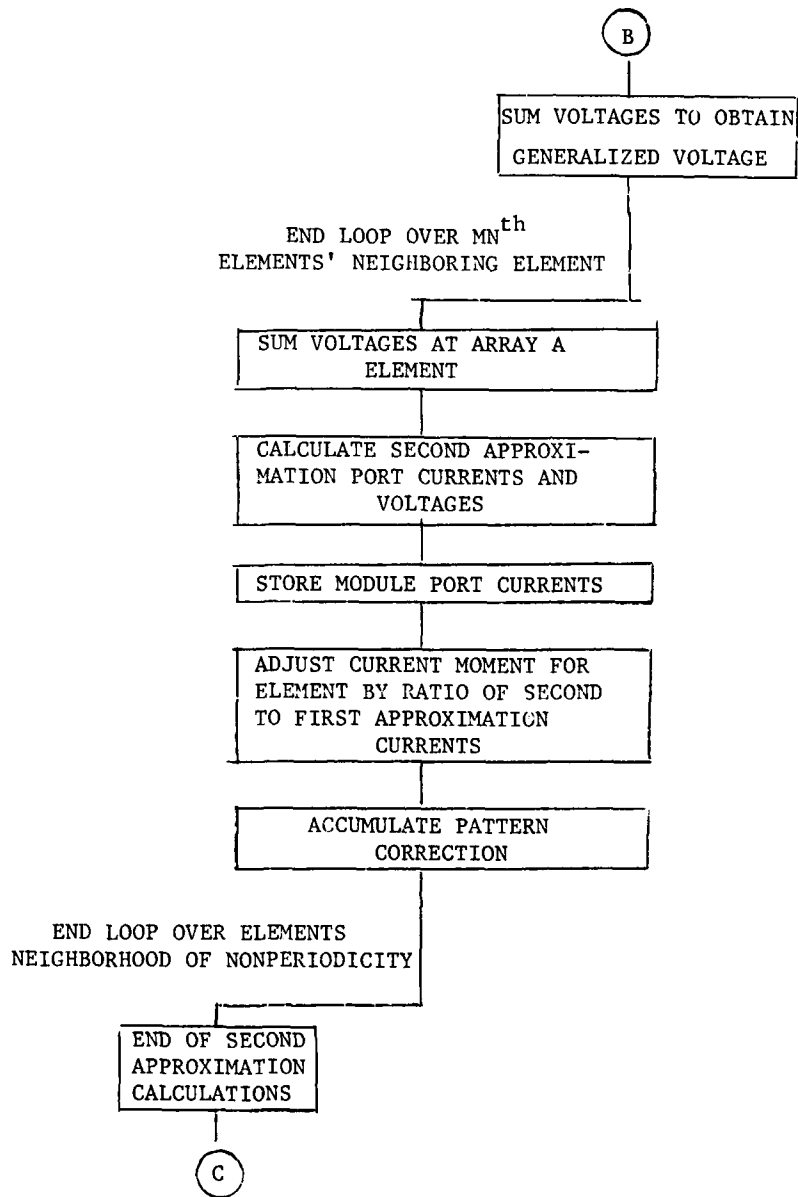 B
SUM VOLTAGES TO OBTAIN
GENERALIZED VOLTAGE
END LOOP OVER MNth
ELEMENTS' NEIGHBORING ELEMENT
SUM VOLTAGES AT ARRAY A
ELEMENT
CALCULATE SECOND APPROXI-
MATION PORT CURRENTS AND
VOLTAGES
STORE MODULE PORT CURRENTS
ADJUST CURRENT MOMENT FOR
ELEMENT BY RATIO OF SECOND
TO FIRST APPROXIMATION
CURRENTS
ACCUMULATE PATTERN
CORRECTION
END LOOP OVER ELEMENTS
NEIGHBORHOOD OF NONPERIODICITY
END OF SECOND
APPROXIMATION
CALCULATIONS
C